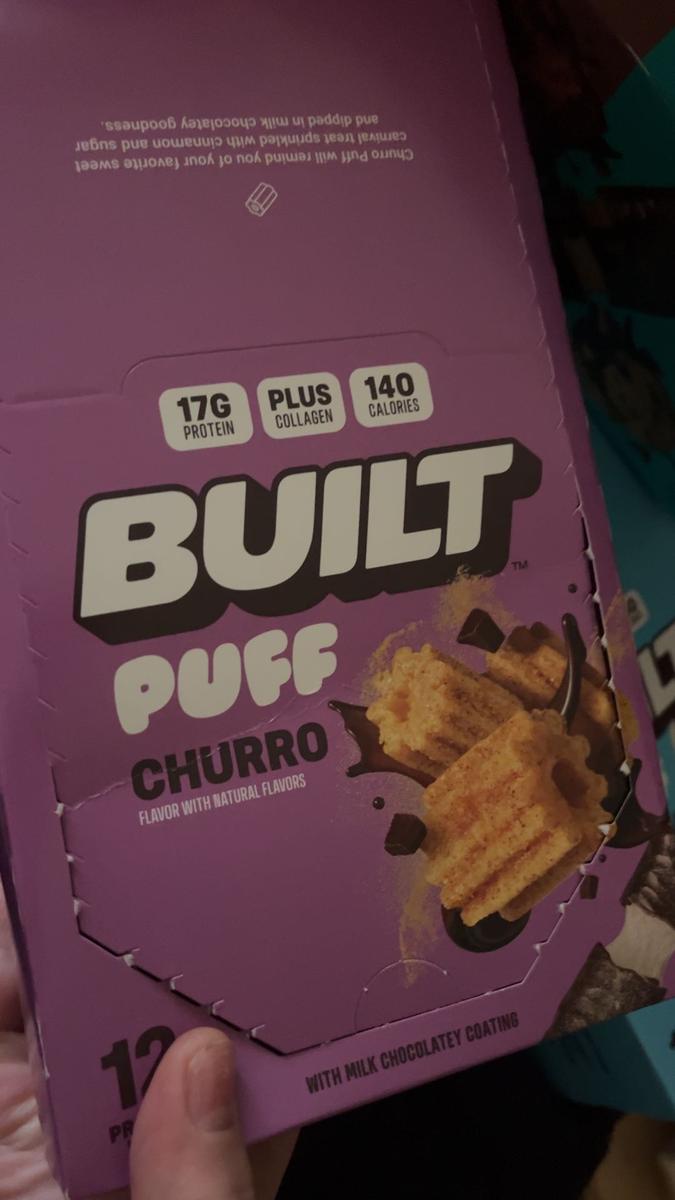 Churro Puff will remind you of your favorite sweet
carnival treat sprinkled with cinnamon and sugar
and dipped in milk chocolatey goodness.
17G
PROTEIN
PLUS
COLLAGEN
140
CALORIES
BUILT™
PUFF
CHURRO
FLAVOR WITH NATURAL FLAVORS
12
WITH MILK CHOCOLATEY COATING